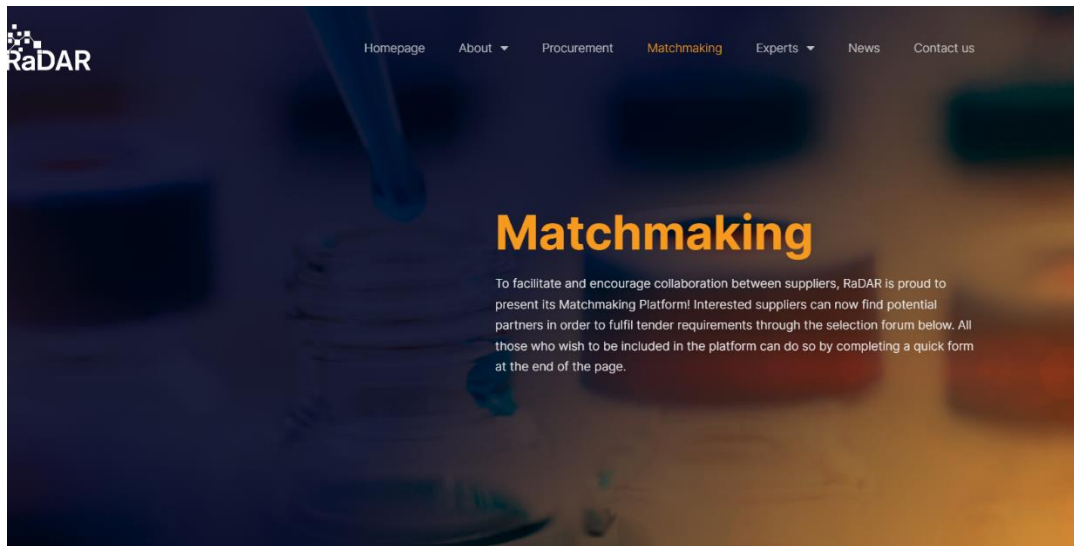 RaDAR
Homepage About Procurement Matchmaking Experts News Contact us
Matchmaking
To facilitate and encourage collaboration between suppliers, RaDAR is proud to
present its Matchmaking Platform! Interested suppliers can now find potential
partners in order to fulfil tender requirements through the selection forum below. All
those who wish to be included in the platform can do so by completing a quick form
at the end of the page.